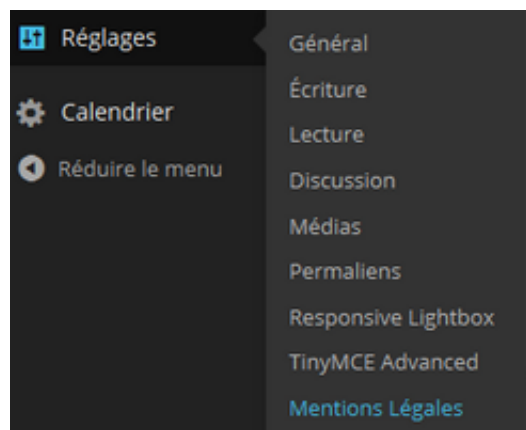 Réglages
Calendrier
Réduire le menu
Général
Écriture
Lecture
Discussion
Médias
Permaliens
Responsive Lightbox
TinyMCE Advanced
Mentions Légales